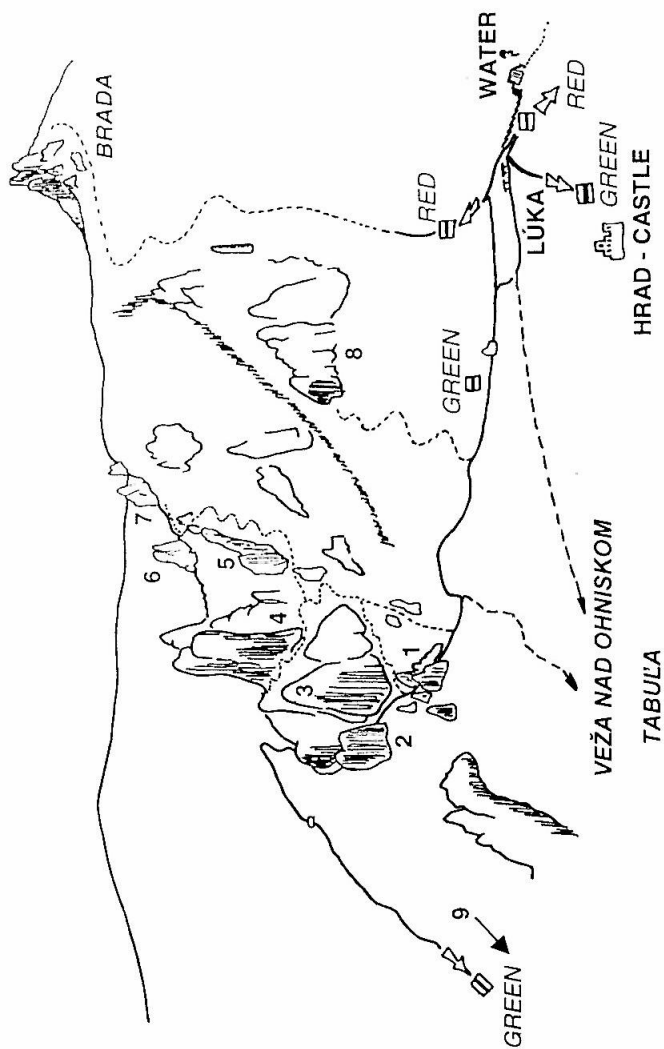 BRADA
WATER
RED
RED
LÚKA
GREEN
HRAD - CASTLE
GREEN
8
7
6
5
4
3
1
2
VEŽA NAD OHNISKOM
TABUĽA
9
GREEN